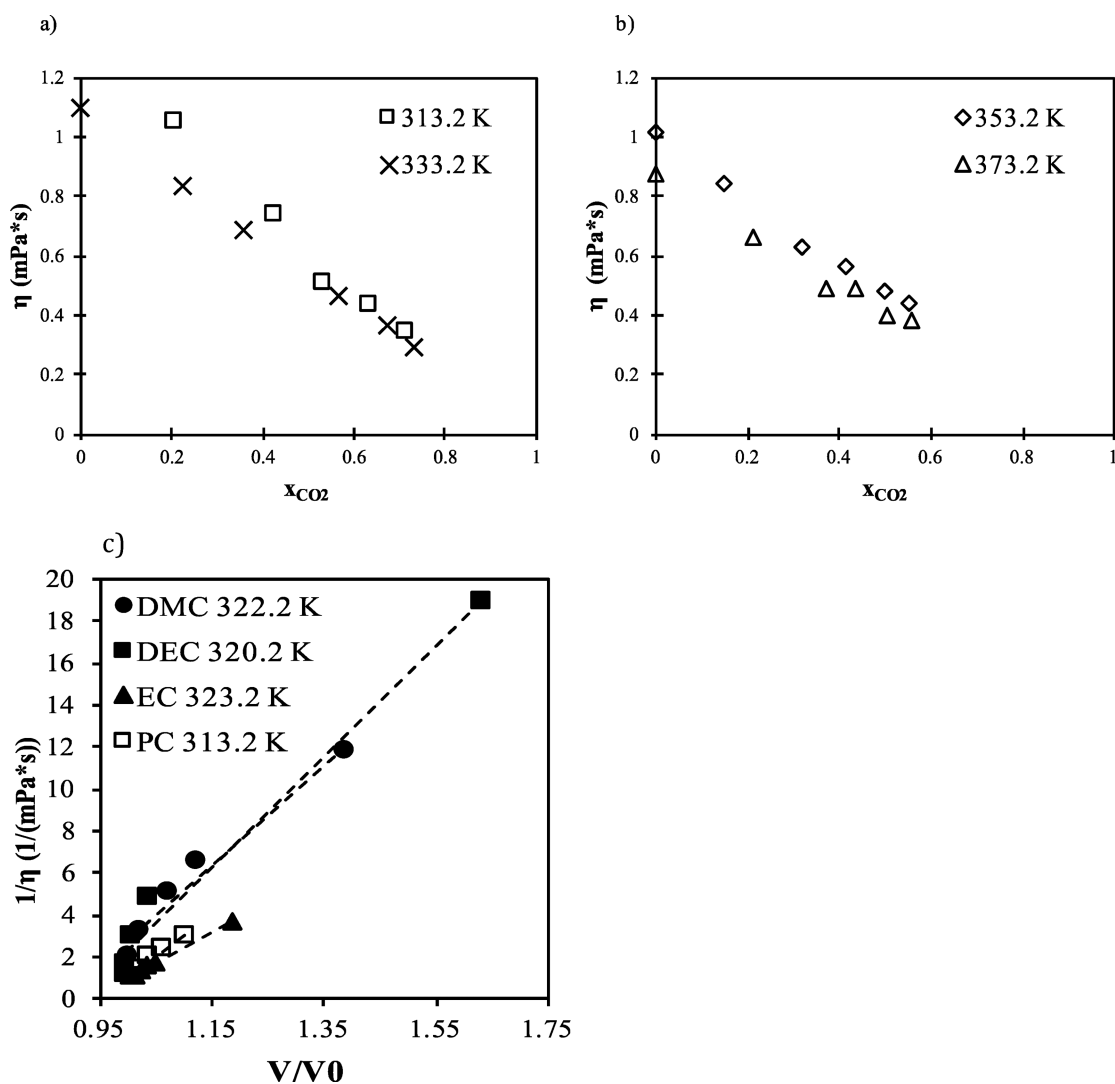 a)
1.2
1
0.8
0.6
0.4
0.2
0
0 0.2 0.4 0.6 0.8 1
η (mPa*s)
xCO2
313.2 K
333.2 K
b)
1.2
1
0.8
0.6
0.4
0.2
0
0 0.2 0.4 0.6 0.8 1
η (mPa*s)
xCO2
353.2 K
373.2 K
c)
20
18
16
14
12
10
8
6
4
2
0
0.95 1.15 1.35 1.55 1.75
1/η (1/(mPa*s))
V/V0
DMC 322.2 K
DEC 320.2 K
EC 323.2 K
PC 313.2 K